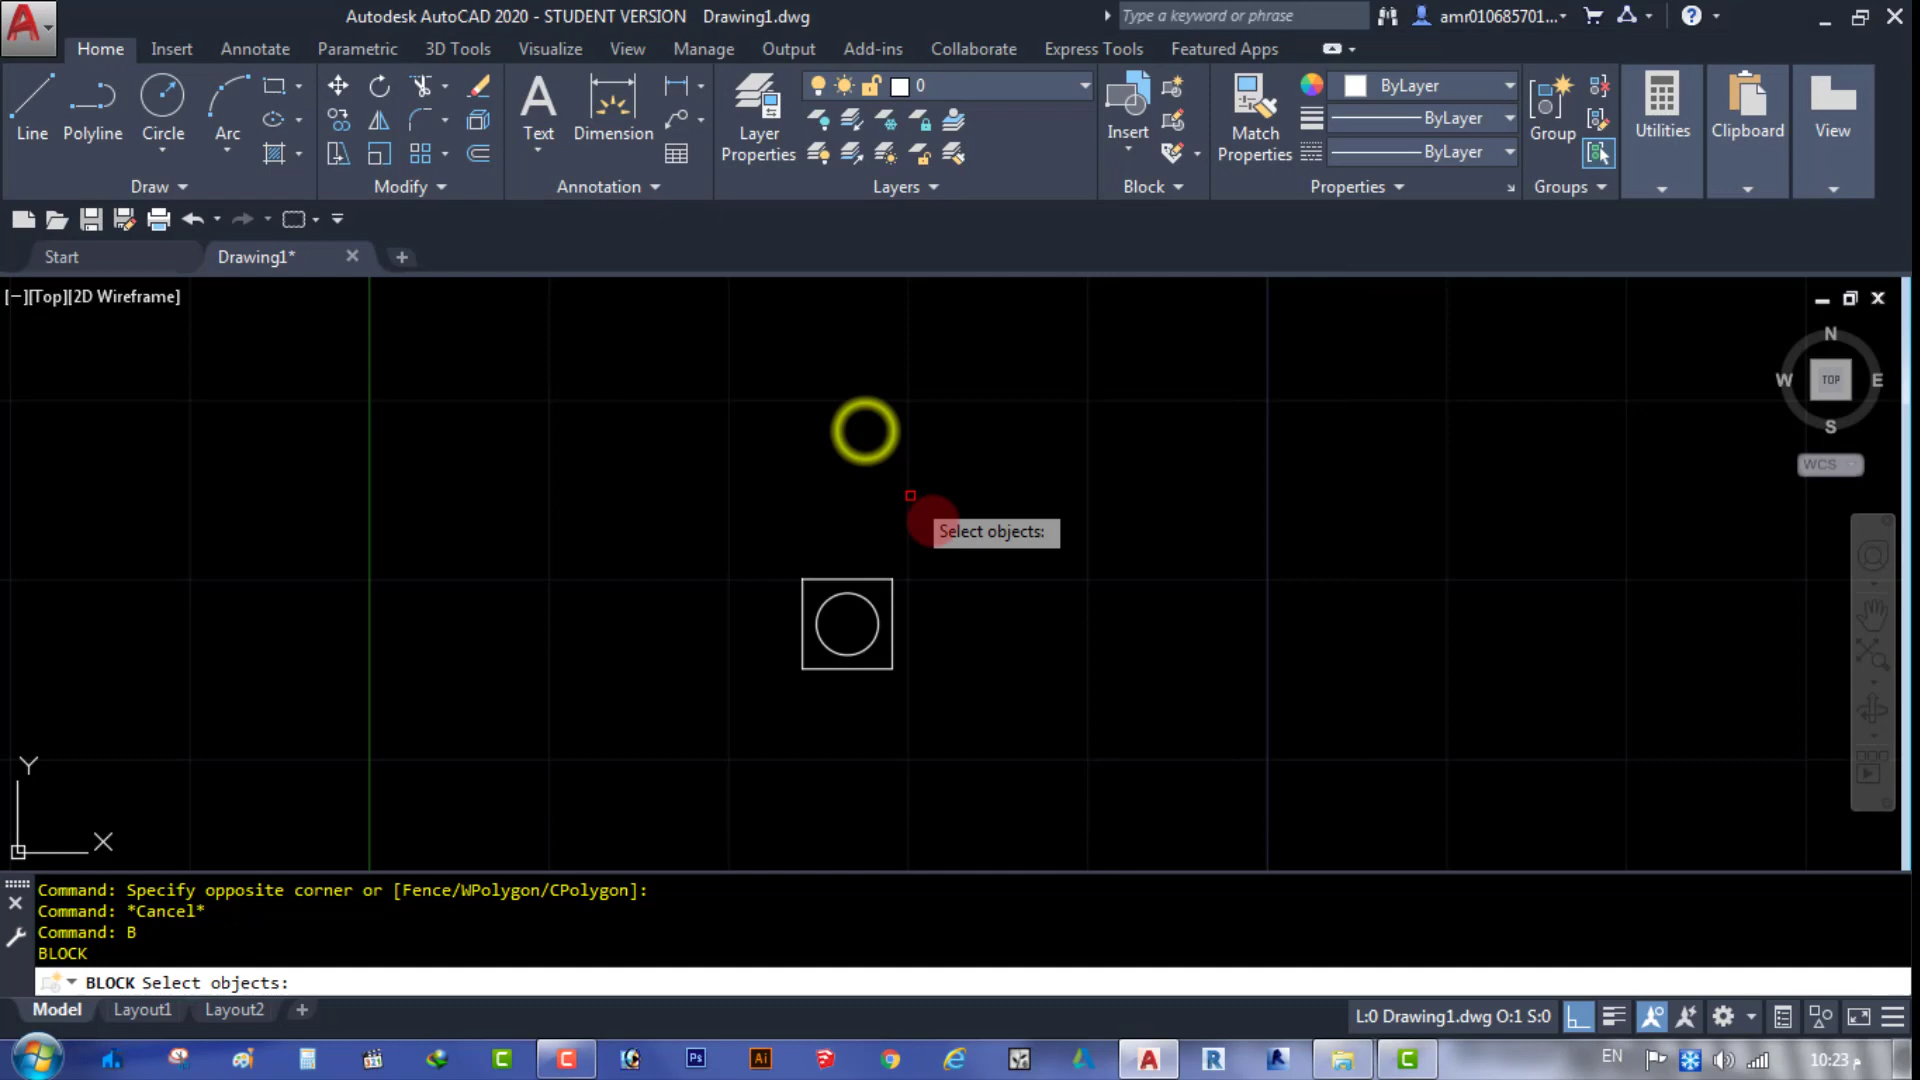 Autodesk AutoCAD 2020 - STUDENT VERSION Drawing1.dwg
Type a keyword or phrase
amr010685701...
Home Insert Annotate Parametric 3D Tools Visualize View Manage Output Add-ins Collaborate Express Tools Featured Apps
0
ByLayer
ByLayer
ByLayer
Line Polyline Circle Arc
Text Dimension
Layer Properties
Insert
Match Properties
Group
Utilities Clipboard View
Draw Modify Annotation Layers Block Properties Groups
Start Drawing1*
[−][Top][2D Wireframe]
N
W TOP E
S
WCS
Select objects:
Y
X
Command: Specify opposite corner or [Fence/WPolygon/CPolygon]:
Command: *Cancel*
Command: B
BLOCK
BLOCK Select objects:
Model Layout1 Layout2
L:0 Drawing1.dwg O:1 S:0
Ps Ai
EN
10:23 م